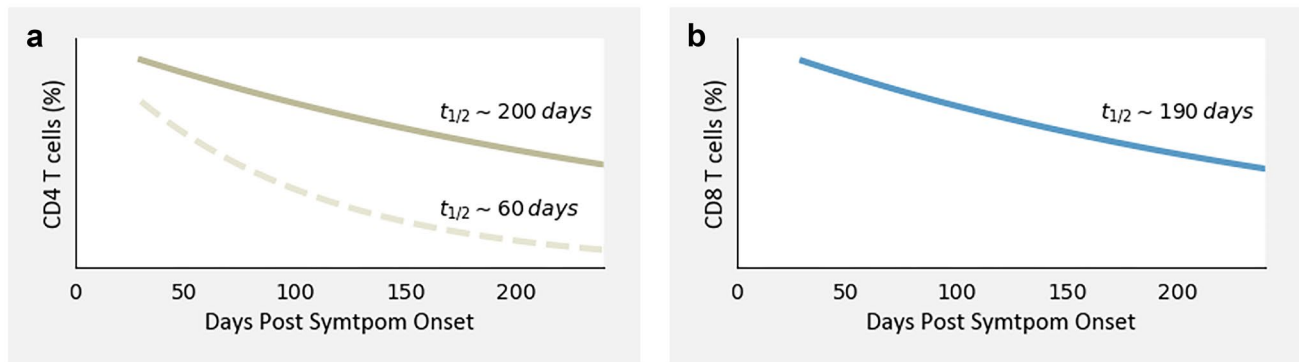 a
CD4 T cells (%)
t1/2 ~ 200 days
t1/2 ~ 60 days
0 50 100 150 200
Days Post Symtpom Onset
b
CD8 T cells (%)
t1/2 ~ 190 days
0 50 100 150 200
Days Post Symtpom Onset